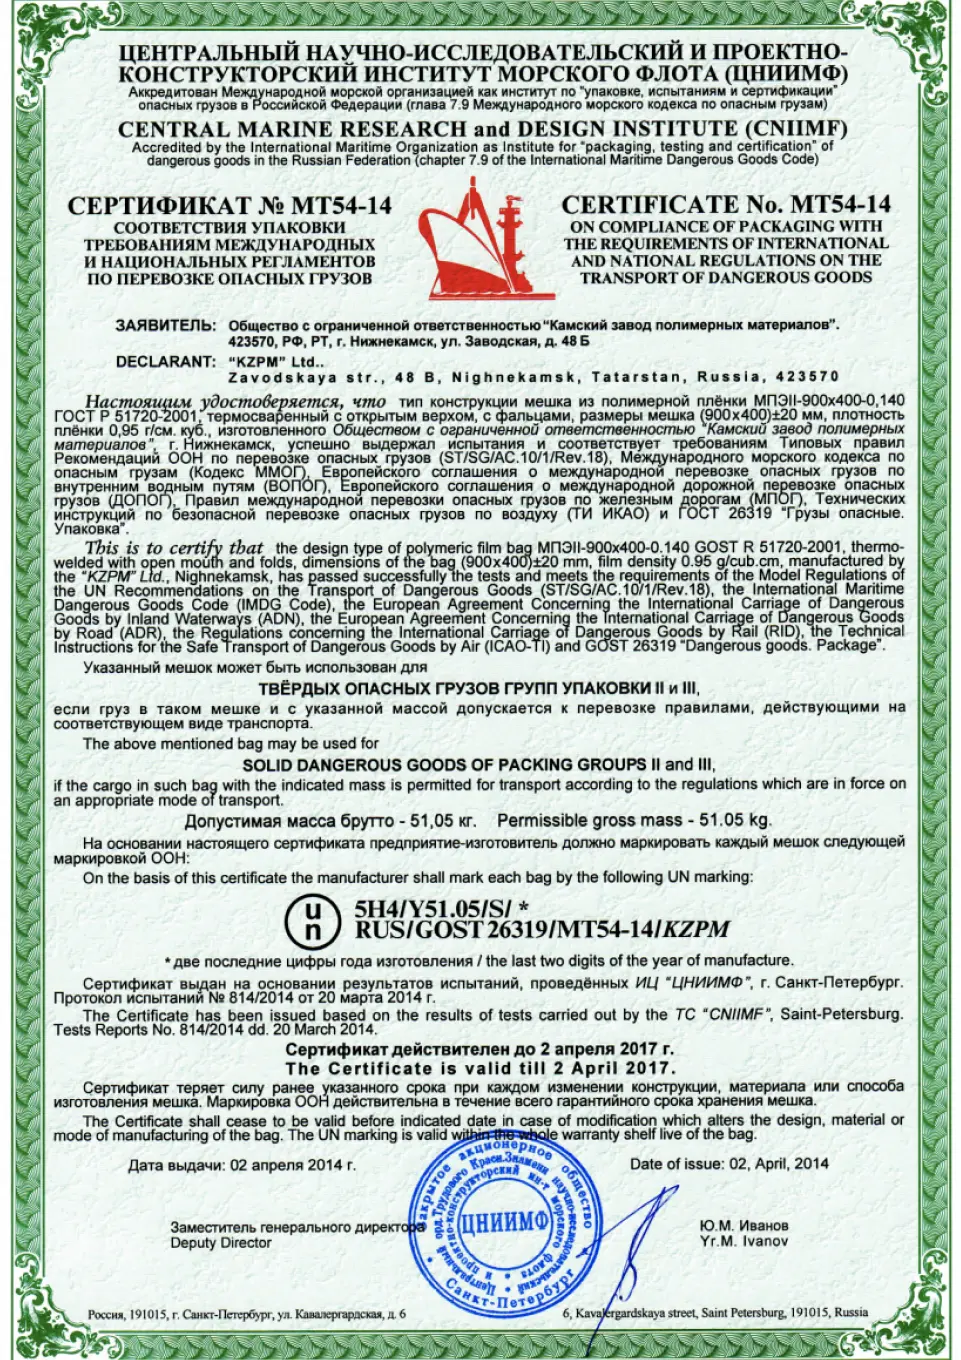 ЦЕНТРАЛЬНЫЙ НАУЧНО-ИССЛЕДОВАТЕЛЬСКИЙ И ПРОЕКТНО-
КОНСТРУКТОРСКИЙ ИНСТИТУТ МОРСКОГО ФЛОТА (ЦНИИМФ)
Аккредитован Международной морской организацией как институт по "упаковке, испытаниям и сертификации"
опасных грузов в Российской Федерации (глава 7.9 Международного морского кодекса по опасным грузам)
CENTRAL MARINE RESEARCH and DESIGN INSTITUTE (CNIIMF)
Accredited by the International Maritime Organization as Institute for "packaging, testing and certification" of
dangerous goods in the Russian Federation (chapter 7.9 of the International Maritime Dangerous Goods Code)
СЕРТИФИКАТ № МТ54-14
СООТВЕТСТВИЯ УПАКОВКИ
ТРЕБОВАНИЯМ МЕЖДУНАРОДНЫХ
И НАЦИОНАЛЬНЫХ РЕГЛАМЕНТОВ
ПО ПЕРЕВОЗКЕ ОПАСНЫХ ГРУЗОВ
CERTIFICATE No. MT54-14
ON COMPLIANCE OF PACKAGING WITH
THE REQUIREMENTS OF INTERNATIONAL
AND NATIONAL REGULATIONS ON THE
TRANSPORT OF DANGEROUS GOODS
ЗАЯВИТЕЛЬ: Общество с ограниченной ответственностью "Камский завод полимерных материалов".
423570, РФ, РТ, г. Нижнекамск, ул. Заводская, д. 48 Б
DECLARANT: "KZPM" Ltd..
Zavodskaya str., 48 B, Nighnekamsk, Tatarstan, Russia, 423570
Настоящим удостоверяется, что тип конструкции мешка из полимерной плёнки МПЭII-900х400-0,140
ГОСТ Р 51720-2001, термосваренный с открытым верхом, с фальцами, размеры мешка (900х400)±20 мм, плотность
плёнки 0,95 г/см. куб., изготовленного Обществом с ограниченной ответственностью "Камский завод полимерных
материалов", г. Нижнекамск, успешно выдержал испытания и соответствует требованиям Типовых правил
Рекомендаций ООН по перевозке опасных грузов (ST/SG/AC.10/1/Rev.18), Международного морского кодекса по
опасным грузам (Кодекс ММОГ), Европейского соглашения о международной перевозке опасных грузов по
внутренним водным путям (ВОПОГ), Европейского соглашения о международной дорожной перевозке опасных
грузов (ДОПОГ), Правил международной перевозки опасных грузов по железным дорогам (МПОГ), Технических
инструкций по безопасной перевозке опасных грузов по воздуху (ТИ ИКАО) и ГОСТ 26319 "Грузы опасные.
Упаковка".
This is to certify that the design type of polymeric film bag МПЭII-900x400-0.140 GOST R 51720-2001, thermo-
welded with open mouth and folds, dimensions of the bag (900x400)±20 mm, film density 0.95 g/cub.cm, manufactured by
the "KZPM" Ltd., Nighnekamsk, has passed successfully the tests and meets the requirements of the Model Regulations of
the UN Recommendations on the Transport of Dangerous Goods (ST/SG/AC.10/1/Rev.18), the International Maritime
Dangerous Goods Code (IMDG Code), the European Agreement Concerning the International Carriage of Dangerous
Goods by Inland Waterways (ADN), the European Agreement Concerning the International Carriage of Dangerous Goods
by Road (ADR), the Regulations concerning the International Carriage of Dangerous Goods by Rail (RID), the Technical
Instructions for the Safe Transport of Dangerous Goods by Air (ICAO-TI) and GOST 26319 "Dangerous goods. Package".
Указанный мешок может быть использован для
ТВЁРДЫХ ОПАСНЫХ ГРУЗОВ ГРУПП УПАКОВКИ II и III,
если груз в таком мешке и с указанной массой допускается к перевозке правилами, действующими на
соответствующем виде транспорта.
The above mentioned bag may be used for
SOLID DANGEROUS GOODS OF PACKING GROUPS II and III,
if the cargo in such bag with the indicated mass is permitted for transport according to the regulations which are in force on
an appropriate mode of transport.
Допустимая масса брутто - 51,05 кг. Permissible gross mass - 51.05 kg.
На основании настоящего сертификата предприятие-изготовитель должно маркировать каждый мешок следующей
маркировкой ООН:
On the basis of this certificate the manufacturer shall mark each bag by the following UN marking:
u
n
5H4/Y51.05/S/ *
RUS/GOST 26319/MT54-14/KZPM
* две последние цифры года изготовления / the last two digits of the year of manufacture.
Сертификат выдан на основании результатов испытаний, проведённых ИЦ "ЦНИИМФ", г. Санкт-Петербург.
Протокол испытаний № 814/2014 от 20 марта 2014 г.
The Certificate has been issued based on the results of tests carried out by the TC "CNIIMF", Saint-Petersburg.
Tests Reports No. 814/2014 dd. 20 March 2014.
Сертификат действителен до 2 апреля 2017 г.
The Certificate is valid till 2 April 2017.
Сертификат теряет силу ранее указанного срока при каждом изменении конструкции, материала или способа
изготовления мешка. Маркировка ООН действительна в течение всего гарантийного срока хранения мешка.
The Certificate shall cease to be valid before indicated date in case of modification which alters the design, material or
mode of manufacturing of the bag. The UN marking is valid within the whole warranty shelf live of the bag.
Дата выдачи: 02 апреля 2014 г.
Date of issue: 02, April, 2014
Закрытое акционерное общество
Санкт-Петербург
ЦНИИМФ
Заместитель генерального директора
Deputy Director
Ю.М. Иванов
Yr.M. Ivanov
Россия, 191015, г. Санкт-Петербург, ул. Кавалергардская, д. 6
6, Kavalergardskaya street, Saint Petersburg, 191015, Russia